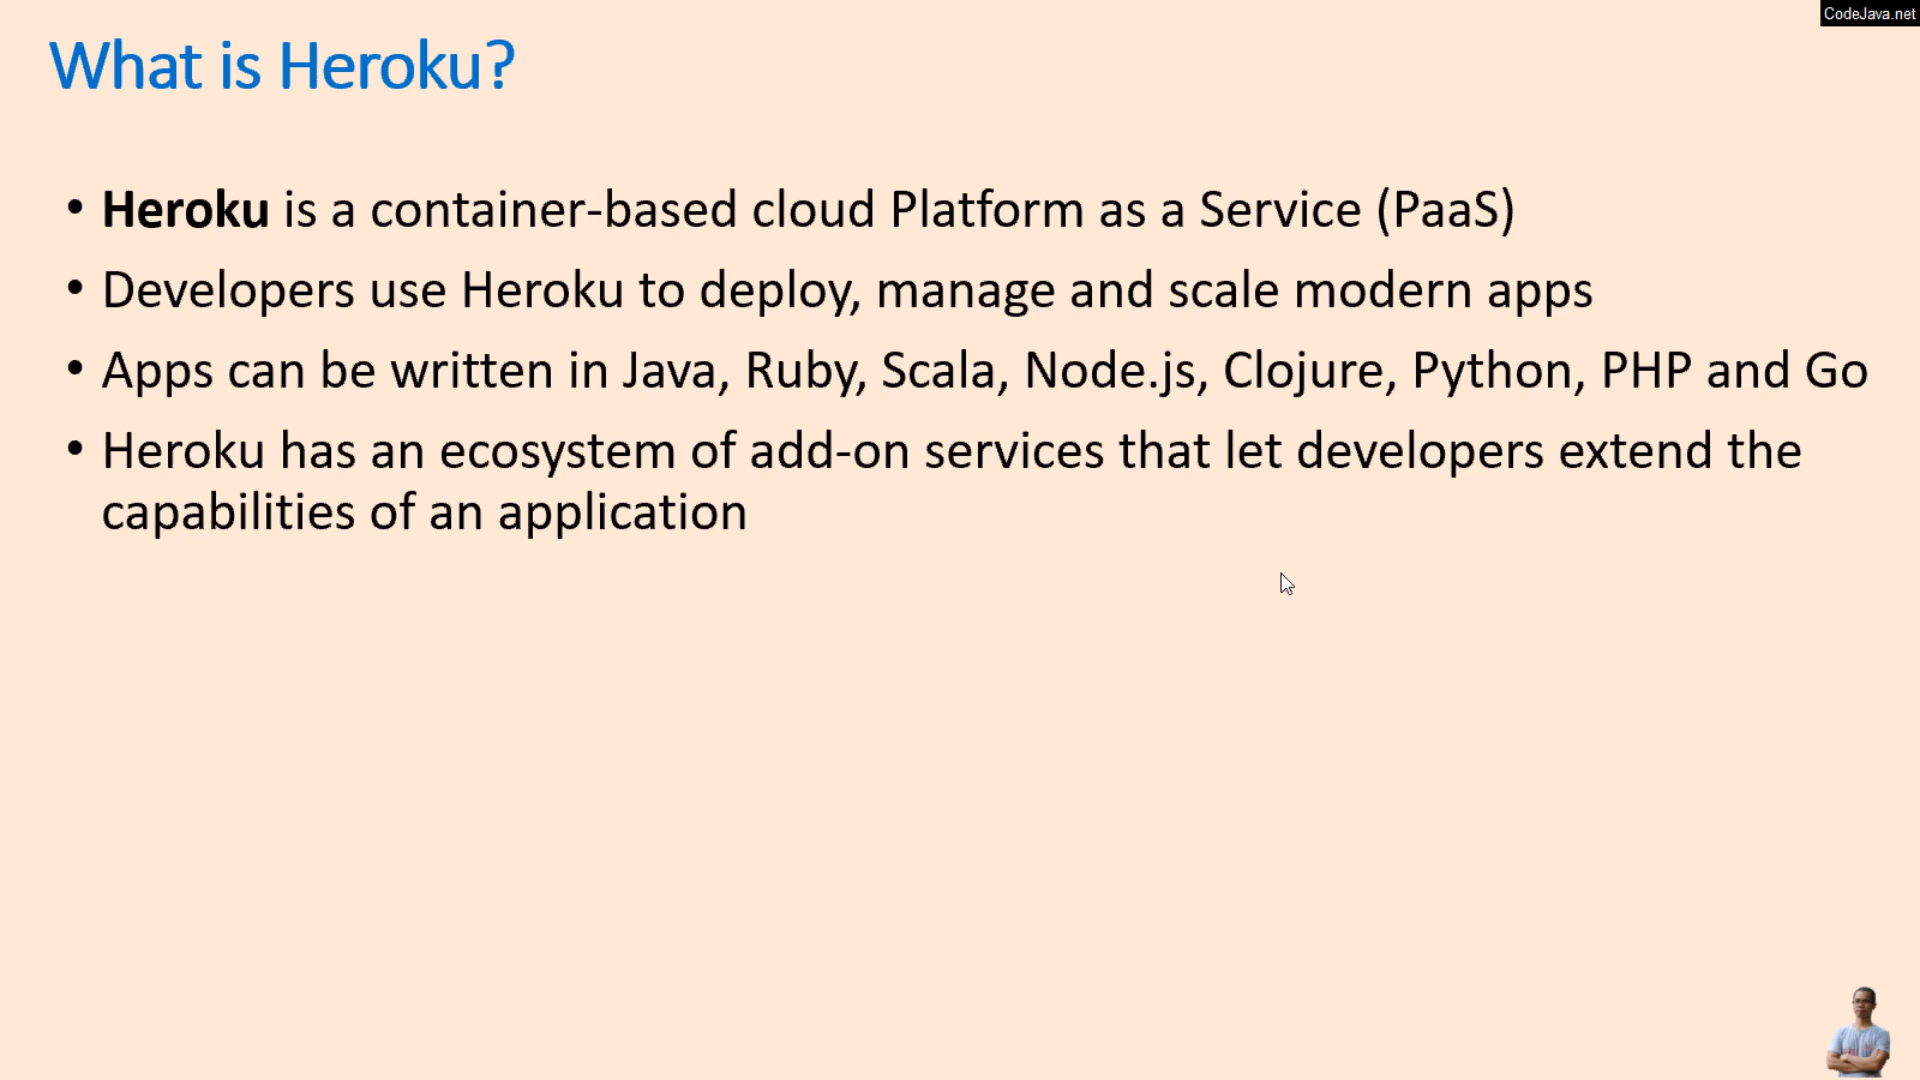 CodeJava.net
What is Heroku?
• Heroku is a container-based cloud Platform as a Service (PaaS)
• Developers use Heroku to deploy, manage and scale modern apps
• Apps can be written in Java, Ruby, Scala, Node.js, Clojure, Python, PHP and Go
• Heroku has an ecosystem of add-on services that let developers extend the
capabilities of an application